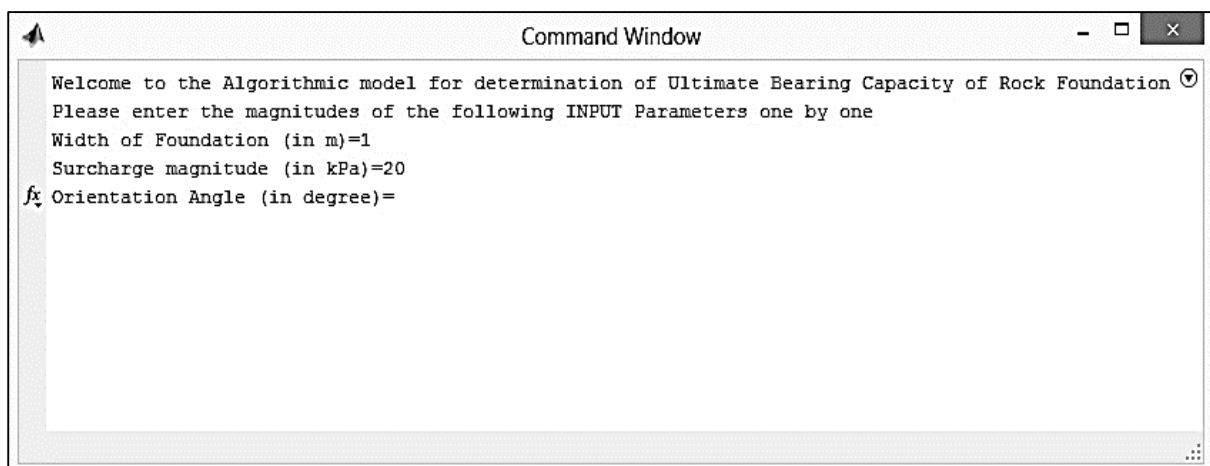 Command Window
Welcome to the Algorithmic model for determination of Ultimate Bearing Capacity of Rock Foundation
Please enter the magnitudes of the following INPUT Parameters one by one
Width of Foundation (in m)=1
Surcharge magnitude (in kPa)=20
fx Orientation Angle (in degree)=